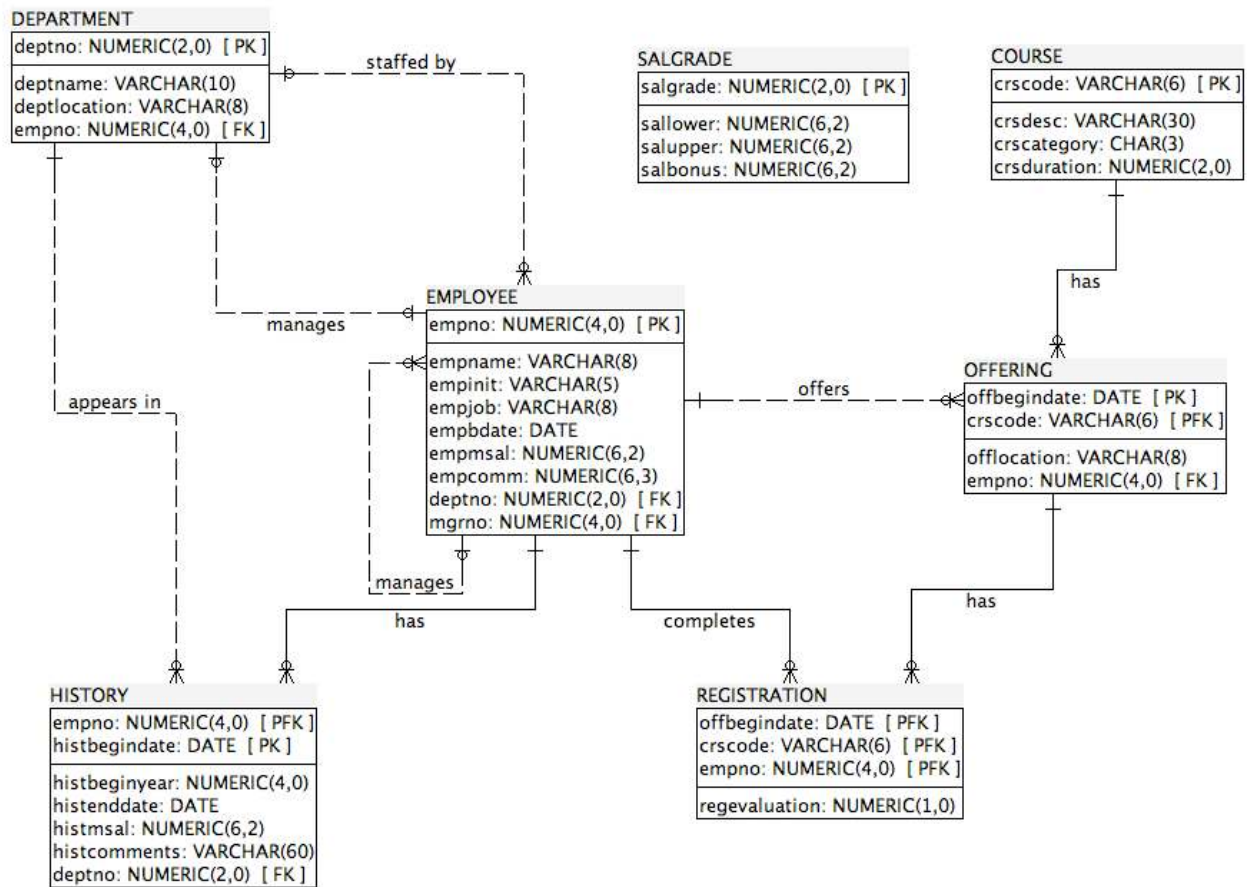 DEPARTMENT
deptno: NUMERIC(2,0) [ PK ]
deptname: VARCHAR(10)
deptlocation: VARCHAR(8)
empno: NUMERIC(4,0) [ FK ]
staffed by
SALGRADE
salgrade: NUMERIC(2,0) [ PK ]
sallower: NUMERIC(6,2)
salupper: NUMERIC(6,2)
salbonus: NUMERIC(6,2)
COURSE
crscode: VARCHAR(6) [ PK ]
crsdesc: VARCHAR(30)
crscategory: CHAR(3)
crsduration: NUMERIC(2,0)
has
manages
EMPLOYEE
empno: NUMERIC(4,0) [ PK ]
empname: VARCHAR(8)
empinit: VARCHAR(5)
empjob: VARCHAR(8)
empbdate: DATE
empmsal: NUMERIC(6,2)
empcomm: NUMERIC(6,3)
deptno: NUMERIC(2,0) [ FK ]
mgrno: NUMERIC(4,0) [ FK ]
appears in
offers
OFFERING
offbegindate: DATE [ PK ]
crscode: VARCHAR(6) [ PFK ]
offlocation: VARCHAR(8)
empno: NUMERIC(4,0) [ FK ]
manages
has
completes
has
HISTORY
empno: NUMERIC(4,0) [ PFK ]
histbegindate: DATE [ PK ]
histbeginyear: NUMERIC(4,0)
histenddate: DATE
histmsal: NUMERIC(6,2)
histcomments: VARCHAR(60)
deptno: NUMERIC(2,0) [ FK ]
REGISTRATION
offbegindate: DATE [ PFK ]
crscode: VARCHAR(6) [ PFK ]
empno: NUMERIC(4,0) [ PFK ]
regevaluation: NUMERIC(1,0)